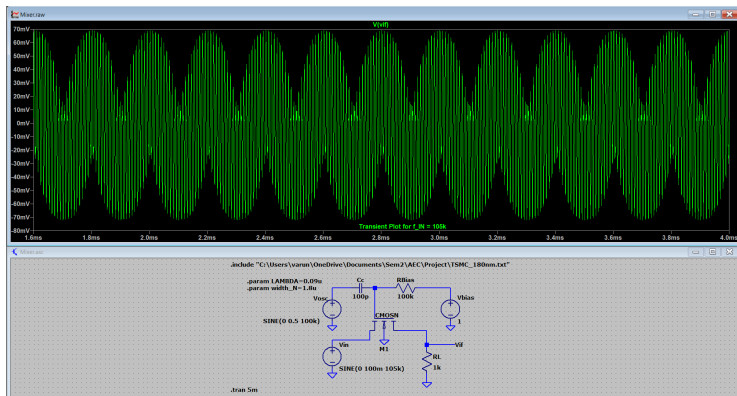 Mixer.raw
V(vif)
70mV
60mV
50mV
40mV
30mV
20mV
10mV
0mV
-10mV
-20mV
-30mV
-40mV
-50mV
-60mV
-70mV
-80mV
Transient Plot for f_IN = 105k
1.6ms 1.8ms 2.0ms 2.2ms 2.4ms 2.6ms 2.8ms 3.0ms 3.2ms 3.4ms 3.6ms 3.8ms 4.0ms
Mixer.asc
.include "C:\Users\varun\OneDrive\Documents\Sem2\AEC\Project\TSMC_180nm.txt"
.param LAMBDA=0.09u
.param width_N=1.8u
Cc
100p
RBias
100k
Vosc
SINE(0 0.5 100k)
Vbias
1
CMOSN
M1
Vin
SINE(0 100m 105k)
Vif
RL
1k
.tran 5m